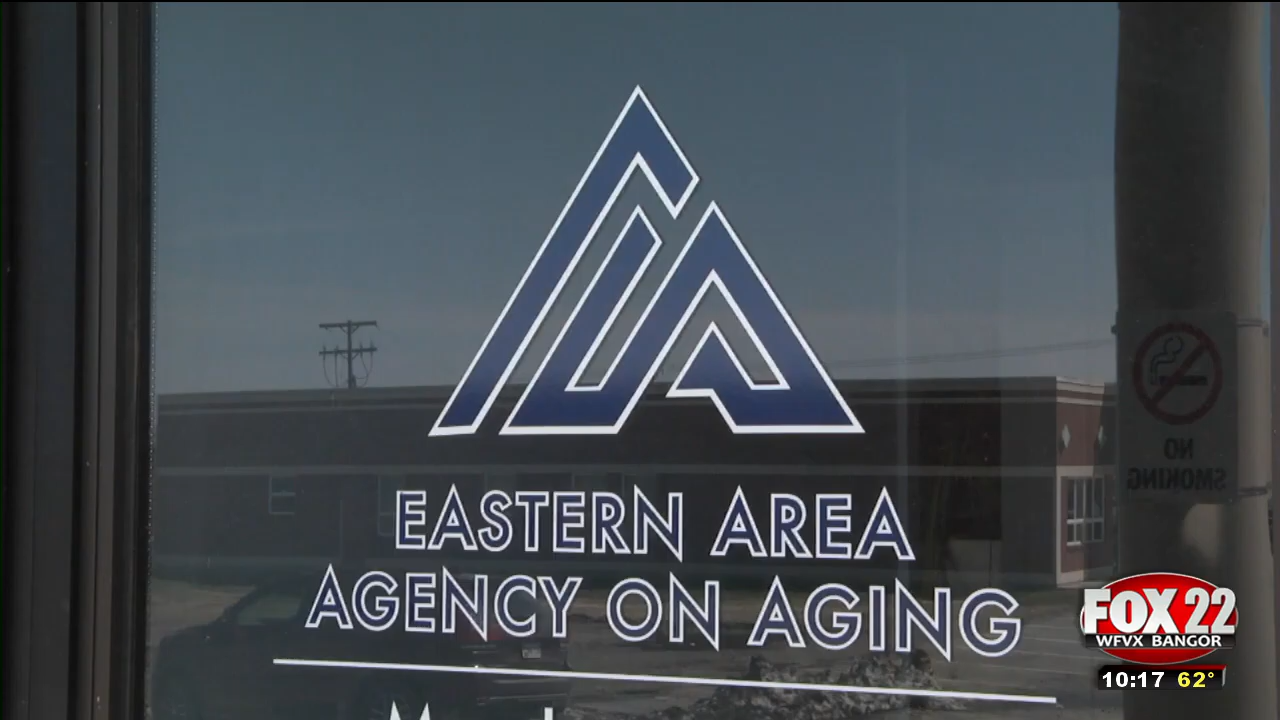 EASTERN AREA
AGENCY ON AGING
NO
SMOKING
FOX 22
WFVX BANGOR
10:17 62°